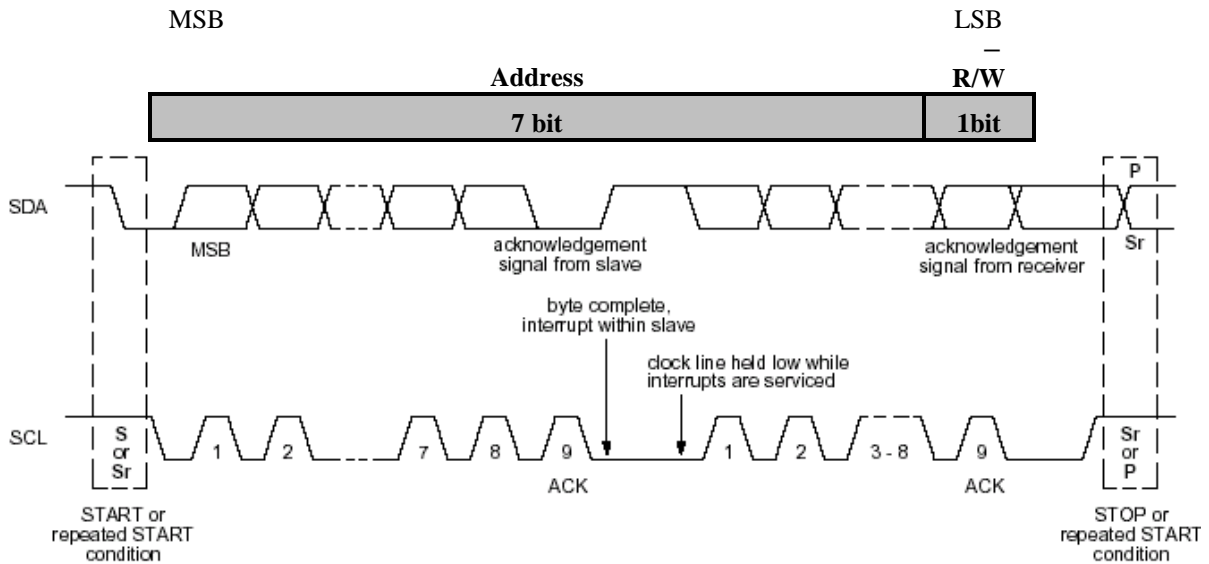 MSB LSB
Address R/W
7 bit 1bit
P
SDA
MSB
acknowledgement
signal from slave
acknowledgement
signal from receiver
Sr
byte complete,
interrupt within slave
clock line held low while
interrupts are serviced
SCL
S
or
Sr
1 2 7 8 9 1 2 3 - 8 9
Sr
or
P
ACK ACK
START or
repeated START
condition
STOP or
repeated START
condition